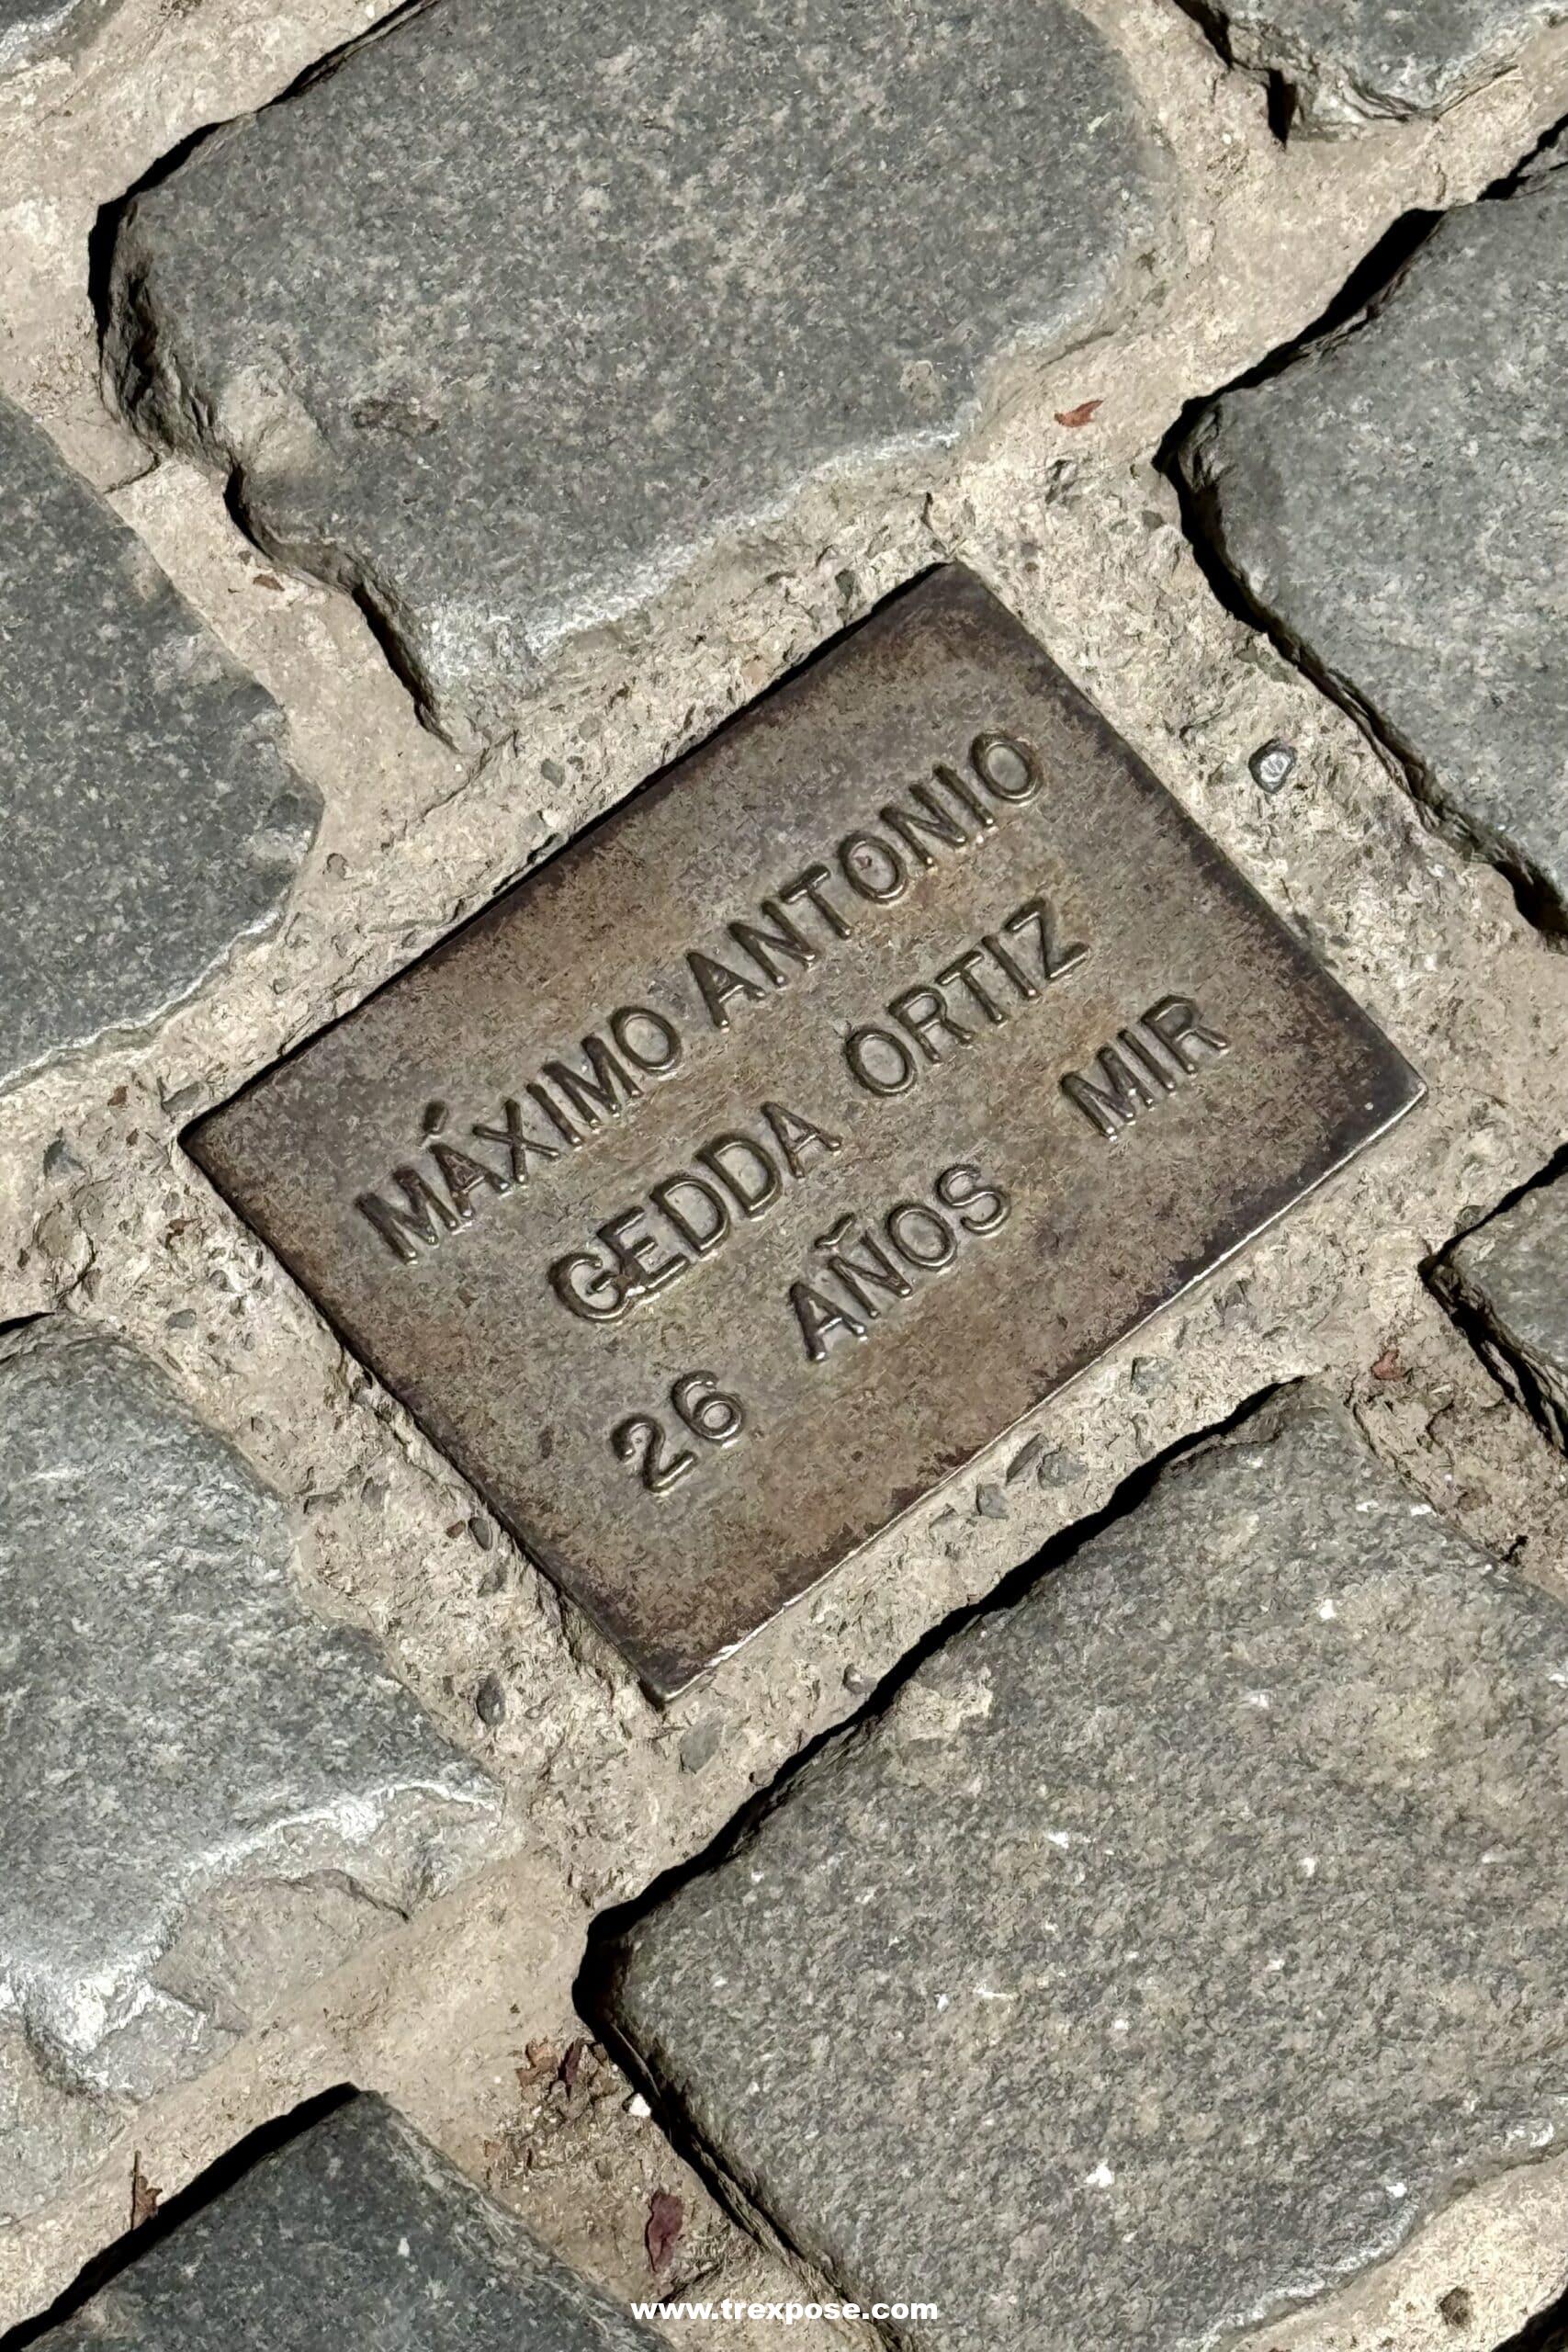 MÁXIMO ANTONIO
GEDDA ORTIZ
26 AÑOS MIR
www.trexpose.com